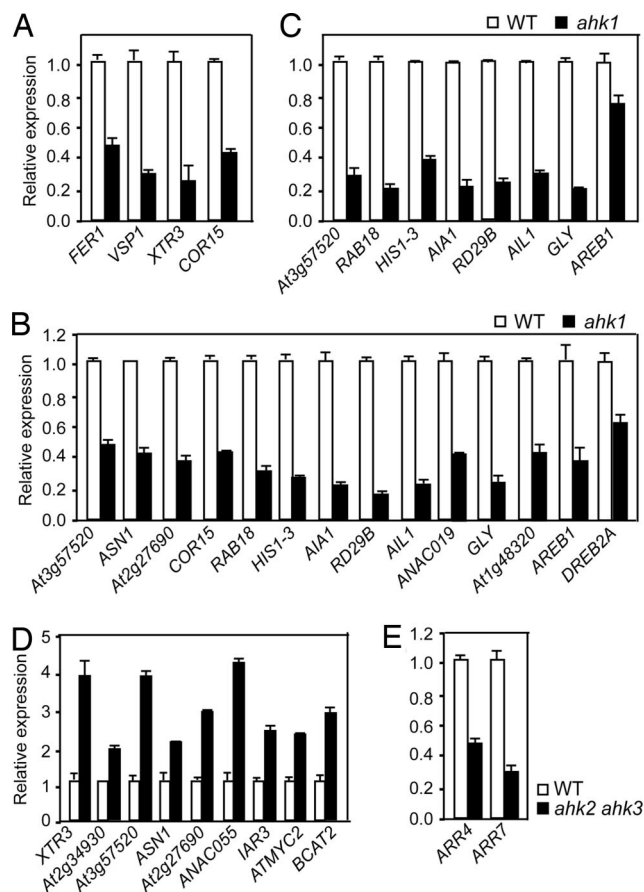 A
C
WT ahk1
Relative expression
1.0
0.8
0.6
0.4
0.2
0.0
FER1 VSP1 XTR3 COR15
1.0
0.8
0.6
0.4
0.2
0.0
At3g57520 RAB18 HIS1-3 AIA1 RD29B AIL1 GLY AREB1
B
WT ahk1
Relative expression
1.2
1.0
0.8
0.6
0.4
0.2
0.0
At3g57520 ASN1 At2g27690 COR15 RAB18 HIS1-3 AIA1 RD29B AIL1 ANAC019 GLY At1g48320 AREB1 DREB2A
D
Relative expression
5
4
3
2
1
0
XTR3 At2g34930 At3g57520 ASN1 At2g27690 ANAC055 IAR3 ATMYC2 BCAT2
E
1.2
1.0
0.8
0.6
0.4
0.2
0.0
ARR4 ARR7
WT
ahk2 ahk3